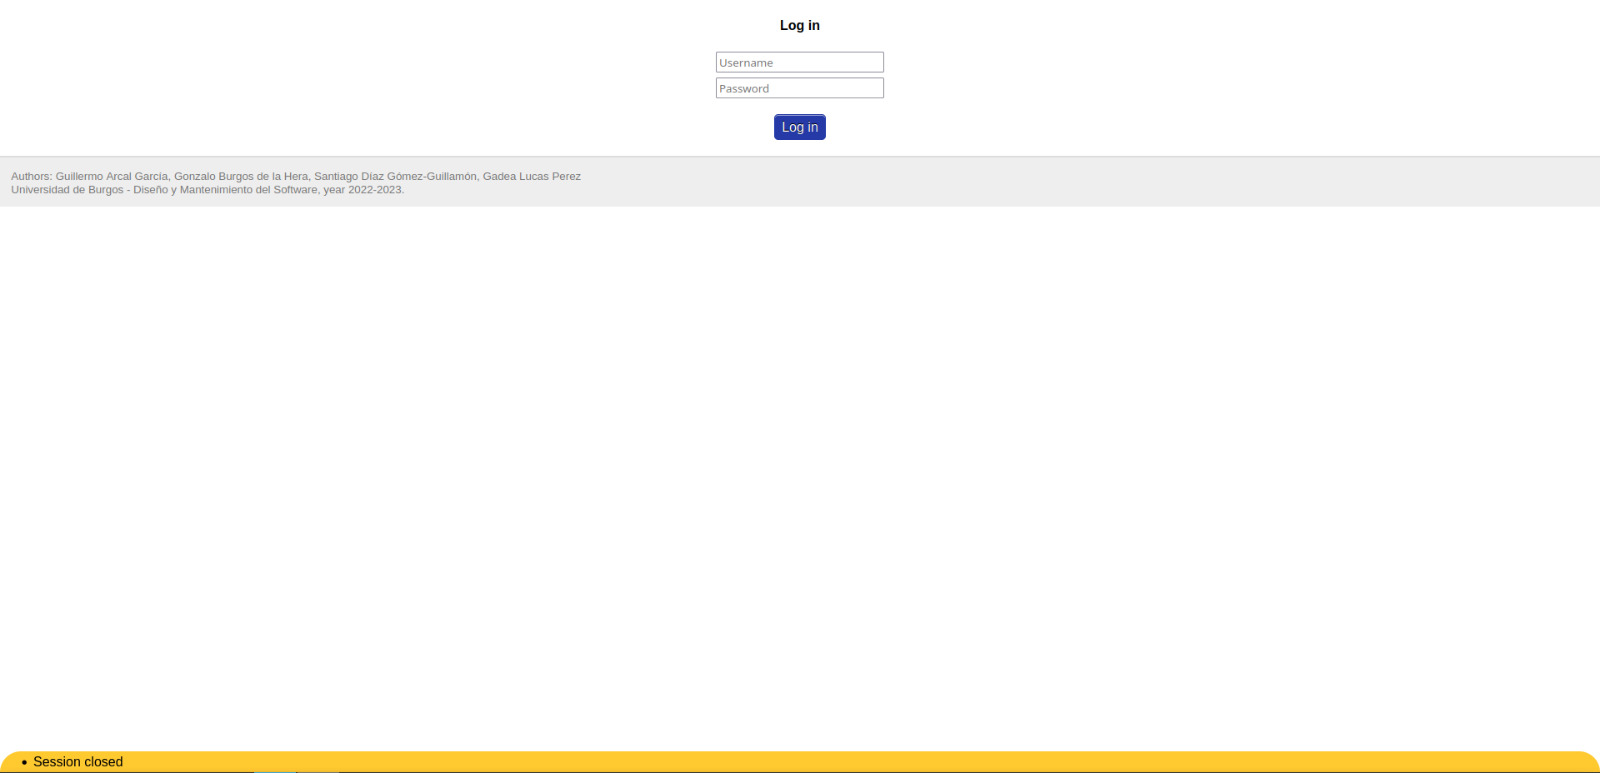 Log in
Username
Password
Log in
Authors: Guillermo Arcal García, Gonzalo Burgos de la Hera, Santiago Díaz Gómez-Guillamón, Gadea Lucas Perez
Universidad de Burgos - Diseño y Mantenimiento del Software, year 2022-2023.
• Session closed